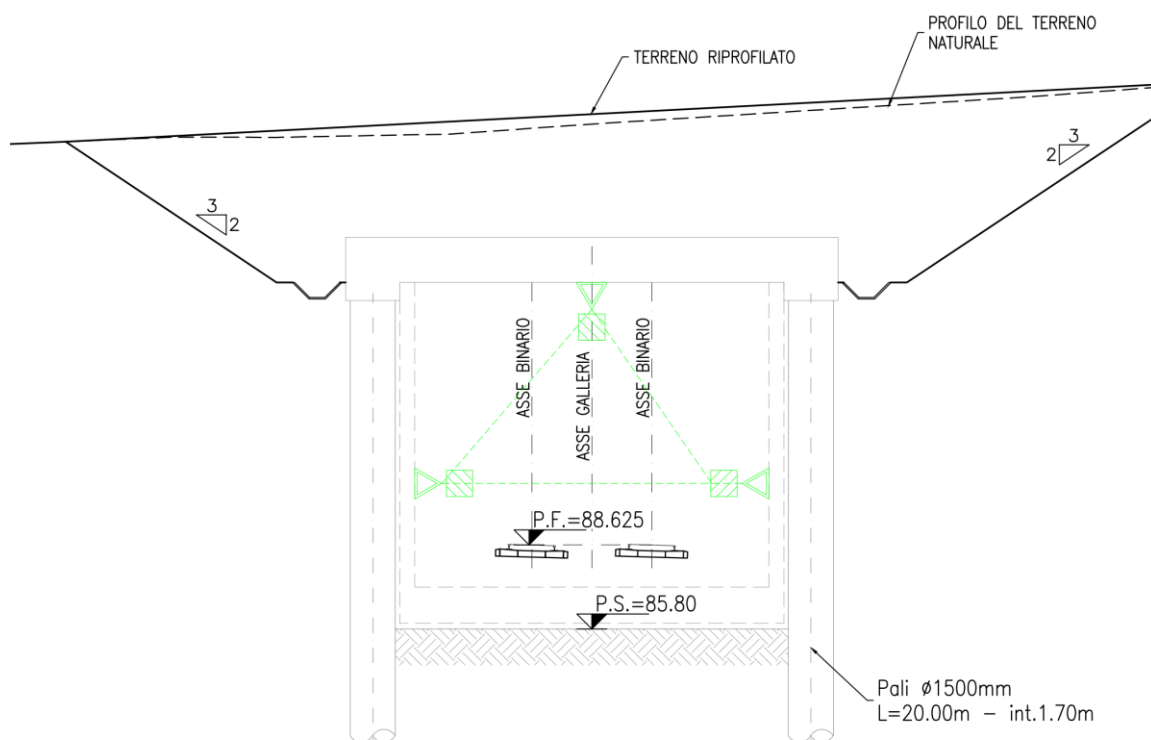 PROFILO DEL TERRENO
NATURALE
TERRENO RIPROFILATO
3
2
3
2
ASSE BINARIO
ASSE GALLERIA
ASSE BINARIO
P.F.=88.625
P.S.=85.80
Pali ø1500mm
L=20.00m – int.1.70m